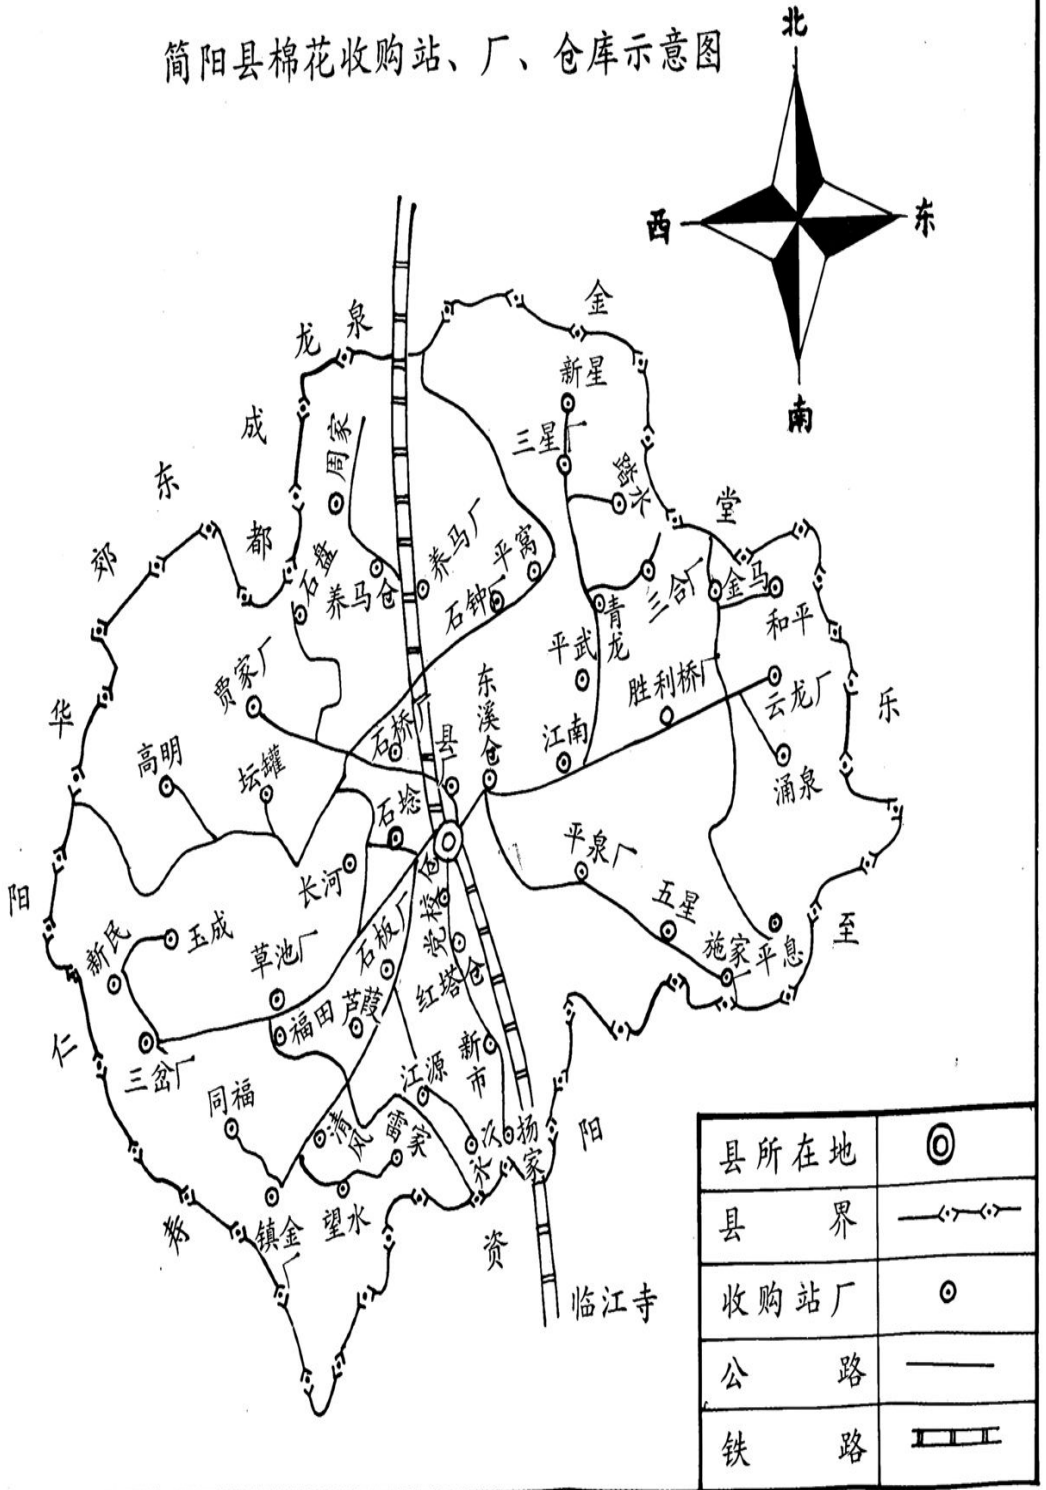 简阳县棉花收购站、厂、仓库示意图
北
西
东
南
龙泉
金
堂
成都
东郊
华阳
仁
孝
乐至
资阳
新星
三星厂
踏水
周家
石盘
养马仓
养马厂
平窝
石钟厂
三合厂
金马
和平
青龙
平武
胜利桥厂
云龙厂
涌泉
贾家厂
石桥厂
县厂
东溪仓
江南
高明
坛罐
石埝
长河
平泉厂
五星
施家厂
平息
新民
玉成
草池厂
石板厂
党校仓
红塔仓
福田
芦葭
三岔厂
同福
江源
新市
清风
雷家
扬家
镇金厂
望水
临江寺
县所在地
县界
收购站厂
公路
铁路